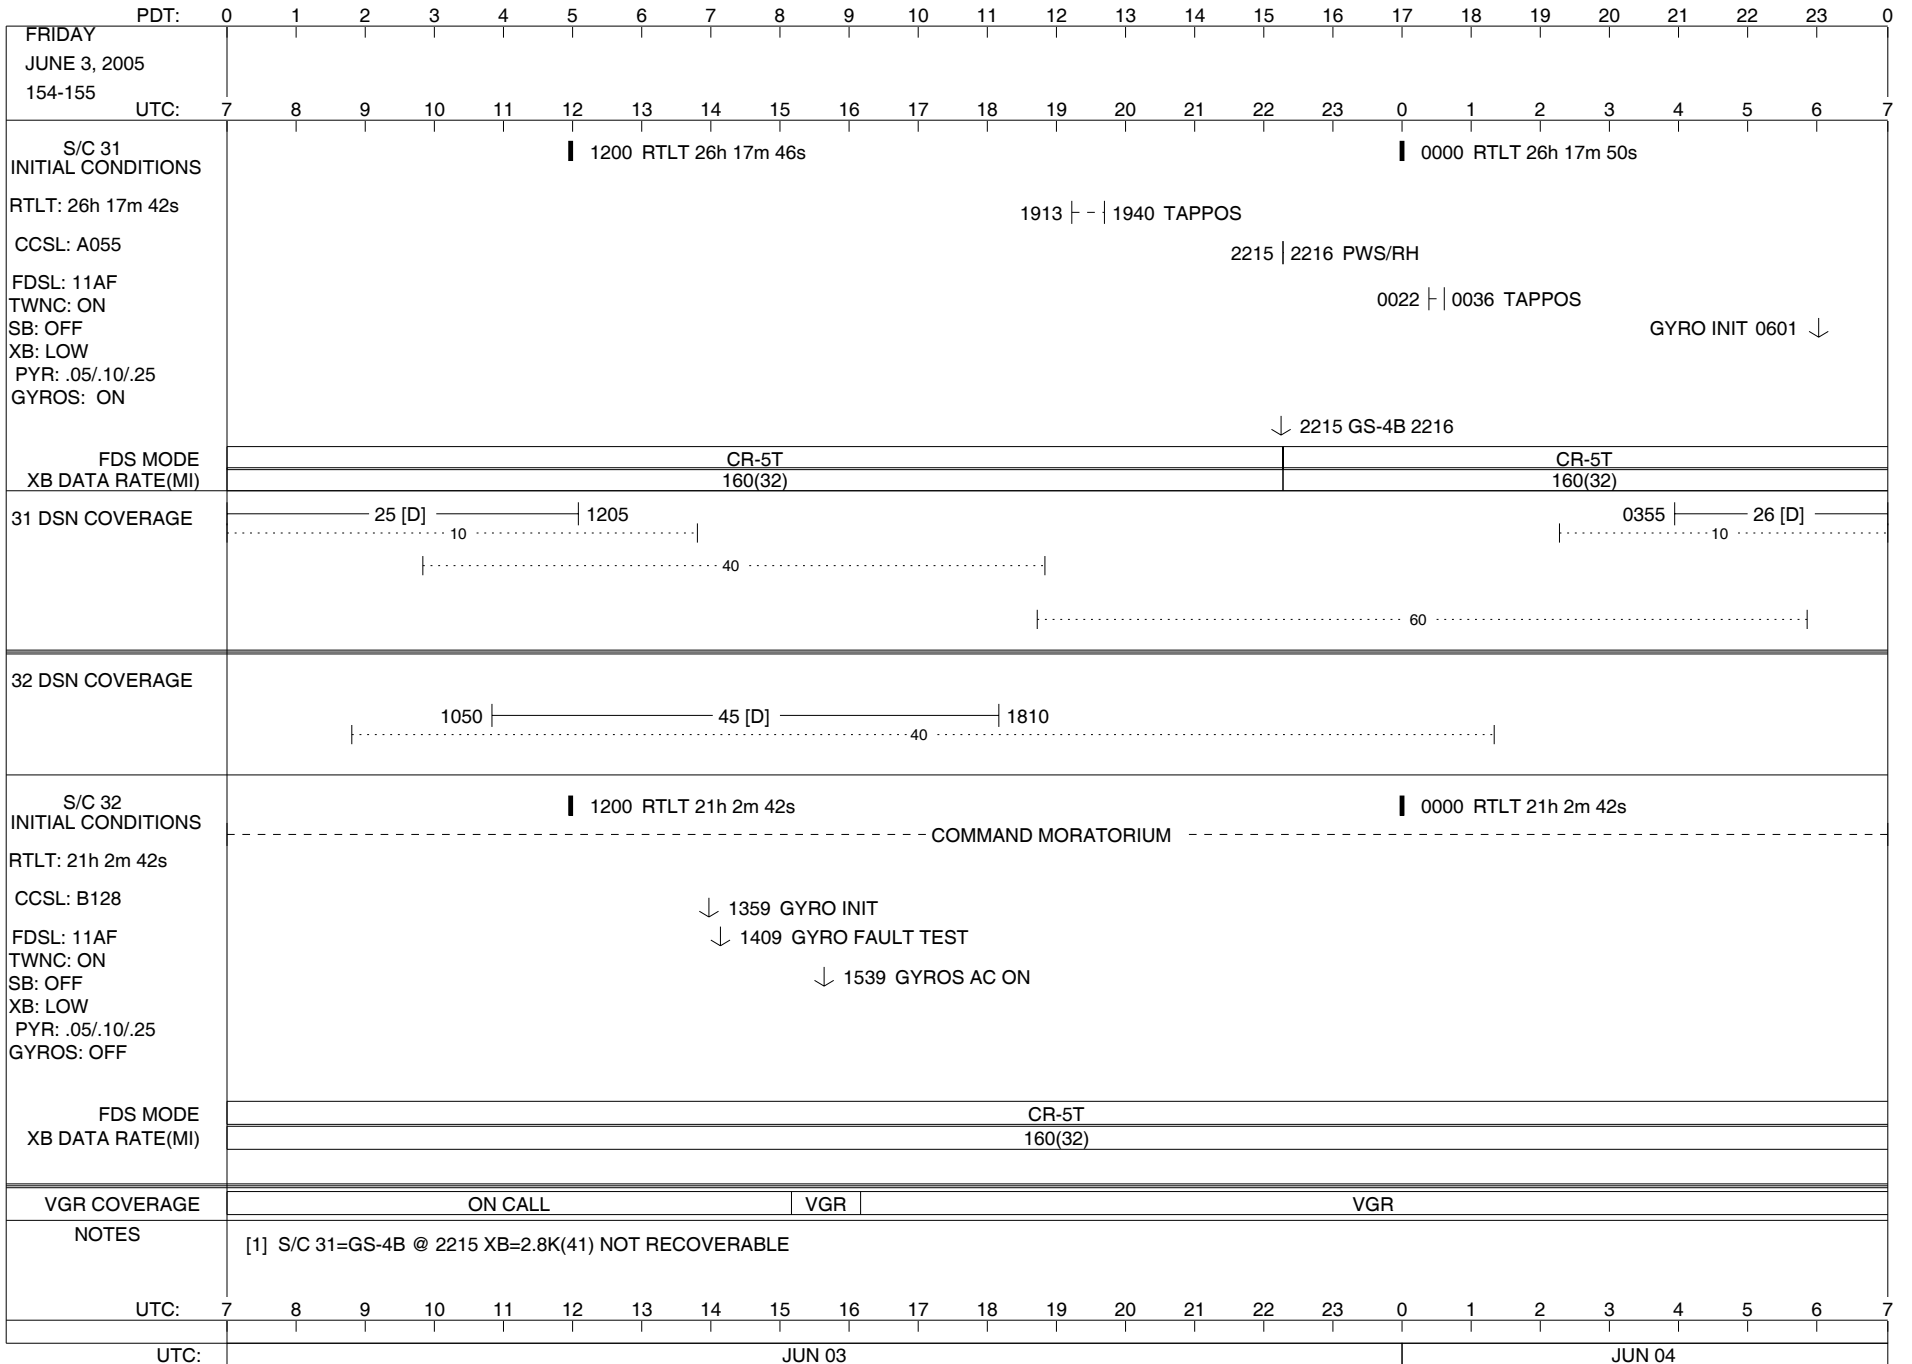 PDT: 0 1 2 3 4 5 6 7 8 9 10 11 12 13 14 15 16 17 18 19 20 21 22 23 0
FRIDAY
JUNE 3, 2005
154-155
UTC: 7 8 9 10 11 12 13 14 15 16 17 18 19 20 21 22 23 0 1 2 3 4 5 6 7
S/C 31
INITIAL CONDITIONS
1200 RTLT 26h 17m 46s
0000 RTLT 26h 17m 50s
RTLT: 26h 17m 42s
1913 1940 TAPPOS
CCSL: A055
2215 2216 PWS/RH
FDSL: 11AF
0022 0036 TAPPOS
TWNC: ON
SB: OFF
GYRO INIT 0601
XB: LOW
PYR: .05/.10/.25
GYROS: ON
2215 GS-4B 2216
FDS MODE CR-5T CR-5T
XB DATA RATE(MI) 160(32) 160(32)
31 DSN COVERAGE 25 [D] 1205 0355 26 [D]
10 10
40
60
32 DSN COVERAGE
1050 45 [D] 1810
40
S/C 32
INITIAL CONDITIONS
1200 RTLT 21h 2m 42s
0000 RTLT 21h 2m 42s
COMMAND MORATORIUM
RTLT: 21h 2m 42s
CCSL: B128
1359 GYRO INIT
FDSL: 11AF
1409 GYRO FAULT TEST
TWNC: ON
SB: OFF
1539 GYROS AC ON
XB: LOW
PYR: .05/.10/.25
GYROS: OFF
FDS MODE CR-5T
XB DATA RATE(MI) 160(32)
VGR COVERAGE ON CALL VGR VGR
NOTES
[1] S/C 31=GS-4B @ 2215 XB=2.8K(41) NOT RECOVERABLE
UTC: 7 8 9 10 11 12 13 14 15 16 17 18 19 20 21 22 23 0 1 2 3 4 5 6 7
UTC: JUN 03 JUN 04